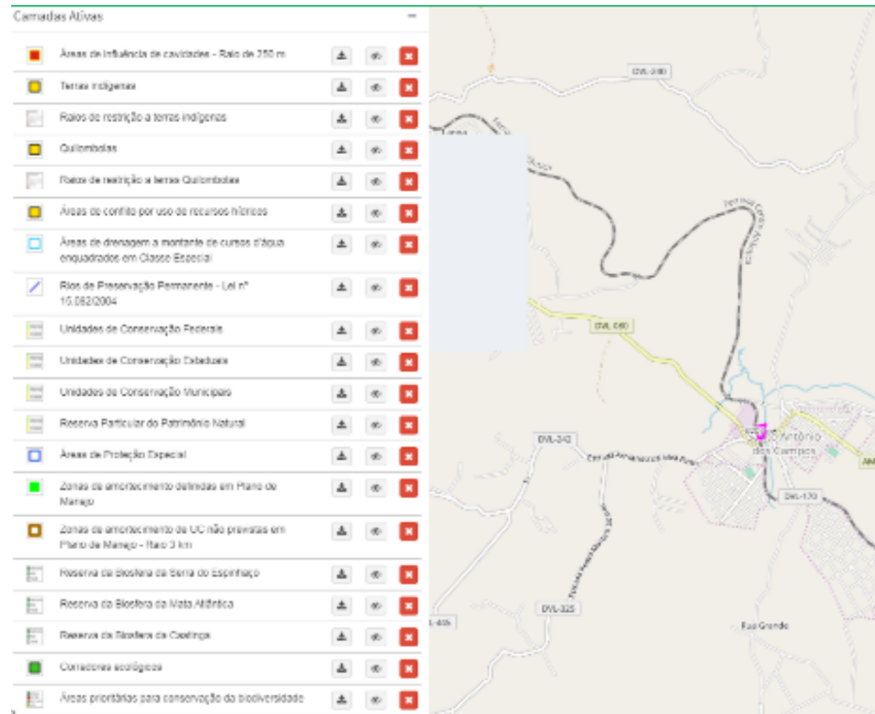 Camadas Ativas
Áreas de influência de cavidades - Raio de 250 m
Terras indígenas
Raios de restrição a terras indígenas
Quilombolas
Raios de restrição a terras Quilombolas
Áreas de conflito por uso de recursos hídricos
Áreas de drenagem a montante de cursos d'água
enquadrados em Classe Especial
Rios de Preservação Permanente - Lei n°
15.082/2004
Unidades de Conservação Federais
Unidades de Conservação Estaduais
Unidades de Conservação Municipais
Reserva Particular do Patrimônio Natural
Áreas de Proteção Especial
Zonas de amortecimento definidas em Plano de
Manejo
Zonas de amortecimento de UC não previstas em
Plano de Manejo - Raio 3 km
Reserva da Biosfera da Serra do Espinhaço
Reserva da Biosfera da Mata Atlântica
Reserva da Biosfera da Caatinga
Corredores ecológicos
Áreas prioritárias para conservação da biodiversidade
DVL-080
DVL-242
Antônio
dos Campos
AM
DVL-170
DVL-325
Rua Grande